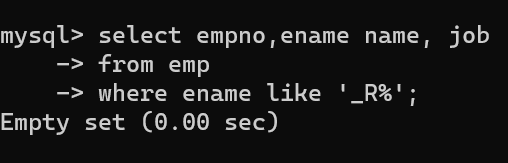 mysql> select empno,ename name, job
    -> from emp
    -> where ename like '_R%';
Empty set (0.00 sec)